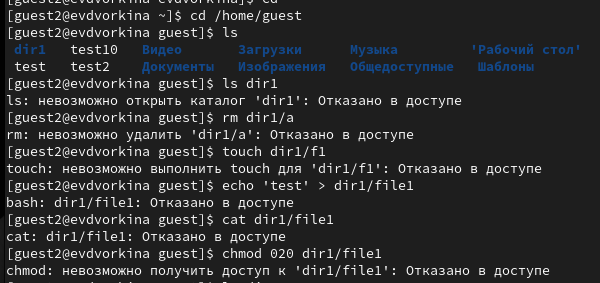 [guest2@evdvorkina ~]$ cd /home/guest
[guest2@evdvorkina guest]$ ls
dir1 test10 Видео Загрузки Музыка 'Рабочий стол'
test test2 Документы Изображения Общедоступные Шаблоны
[guest2@evdvorkina guest]$ ls dir1
ls: невозможно открыть каталог 'dir1': Отказано в доступе
[guest2@evdvorkina guest]$ rm dir1/a
rm: невозможно удалить 'dir1/a': Отказано в доступе
[guest2@evdvorkina guest]$ touch dir1/f1
touch: невозможно выполнить touch для 'dir1/f1': Отказано в доступе
[guest2@evdvorkina guest]$ echo 'test' > dir1/file1
bash: dir1/file1: Отказано в доступе
[guest2@evdvorkina guest]$ cat dir1/file1
cat: dir1/file1: Отказано в доступе
[guest2@evdvorkina guest]$ chmod 020 dir1/file1
chmod: невозможно получить доступ к 'dir1/file1': Отказано в доступе